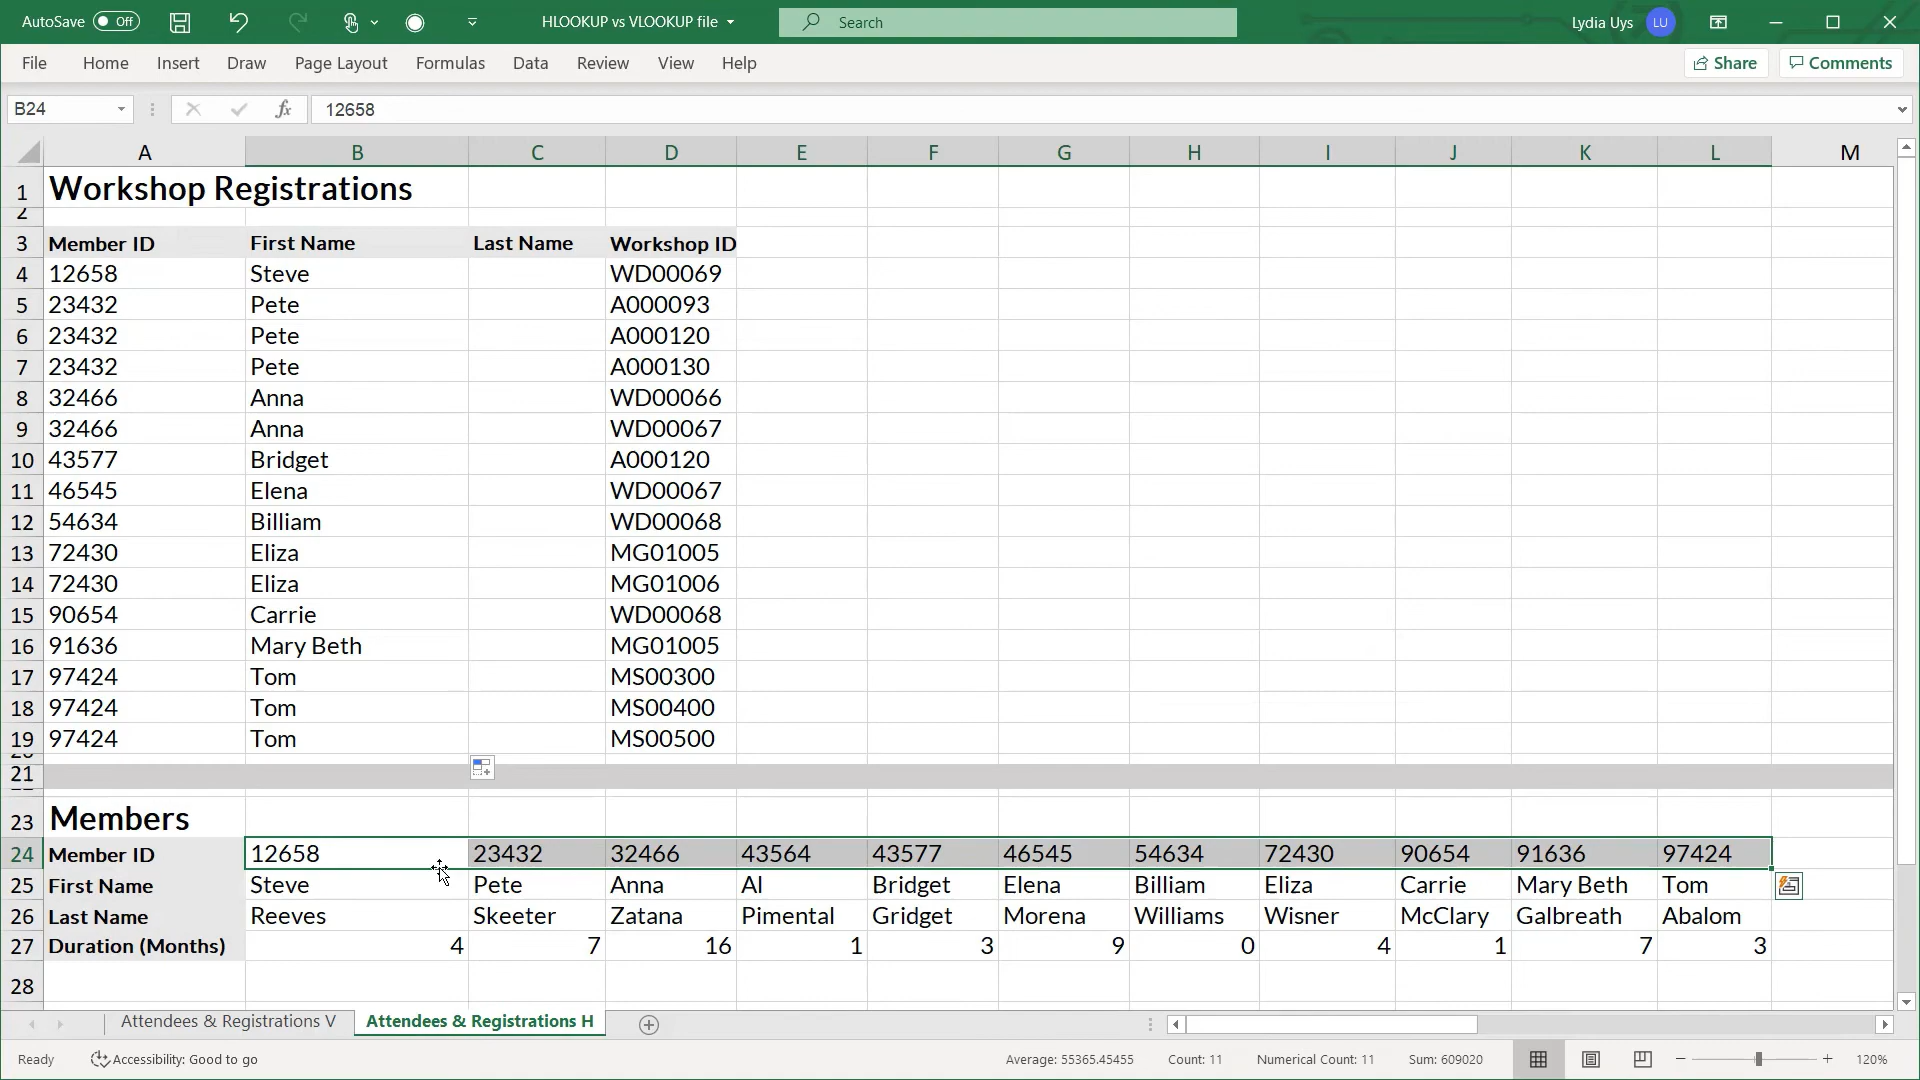 AutoSave Off HLOOKUP vs VLOOKUP file Search Lydia Uys LU
File Home Insert Draw Page Layout Formulas Data Review View Help Share Comments
B24 fx 12658
A B C D E F G H I J K L M
1 Workshop Registrations
2
3 Member ID First Name Last Name Workshop ID
4 12658 Steve WD00069
5 23432 Pete A000093
6 23432 Pete A000120
7 23432 Pete A000130
8 32466 Anna WD00066
9 32466 Anna WD00067
10 43577 Bridget A000120
11 46545 Elena WD00067
12 54634 Billiam WD00068
13 72430 Eliza MG01005
14 72430 Eliza MG01006
15 90654 Carrie WD00068
16 91636 Mary Beth MG01005
17 97424 Tom MS00300
18 97424 Tom MS00400
19 97424 Tom MS00500
20
21
23 Members
24 Member ID 12658 23432 32466 43564 43577 46545 54634 72430 90654 91636 97424
25 First Name Steve Pete Anna Al Bridget Elena Billiam Eliza Carrie Mary Beth Tom
26 Last Name Reeves Skeeter Zatana Pimental Gridget Morena Williams Wisner McClary Galbreath Abalom
27 Duration (Months) 4 7 16 1 3 9 0 4 1 7 3
28
Attendees & Registrations V Attendees & Registrations H
Ready Accessibility: Good to go Average: 55365.45455 Count: 11 Numerical Count: 11 Sum: 609020 120%